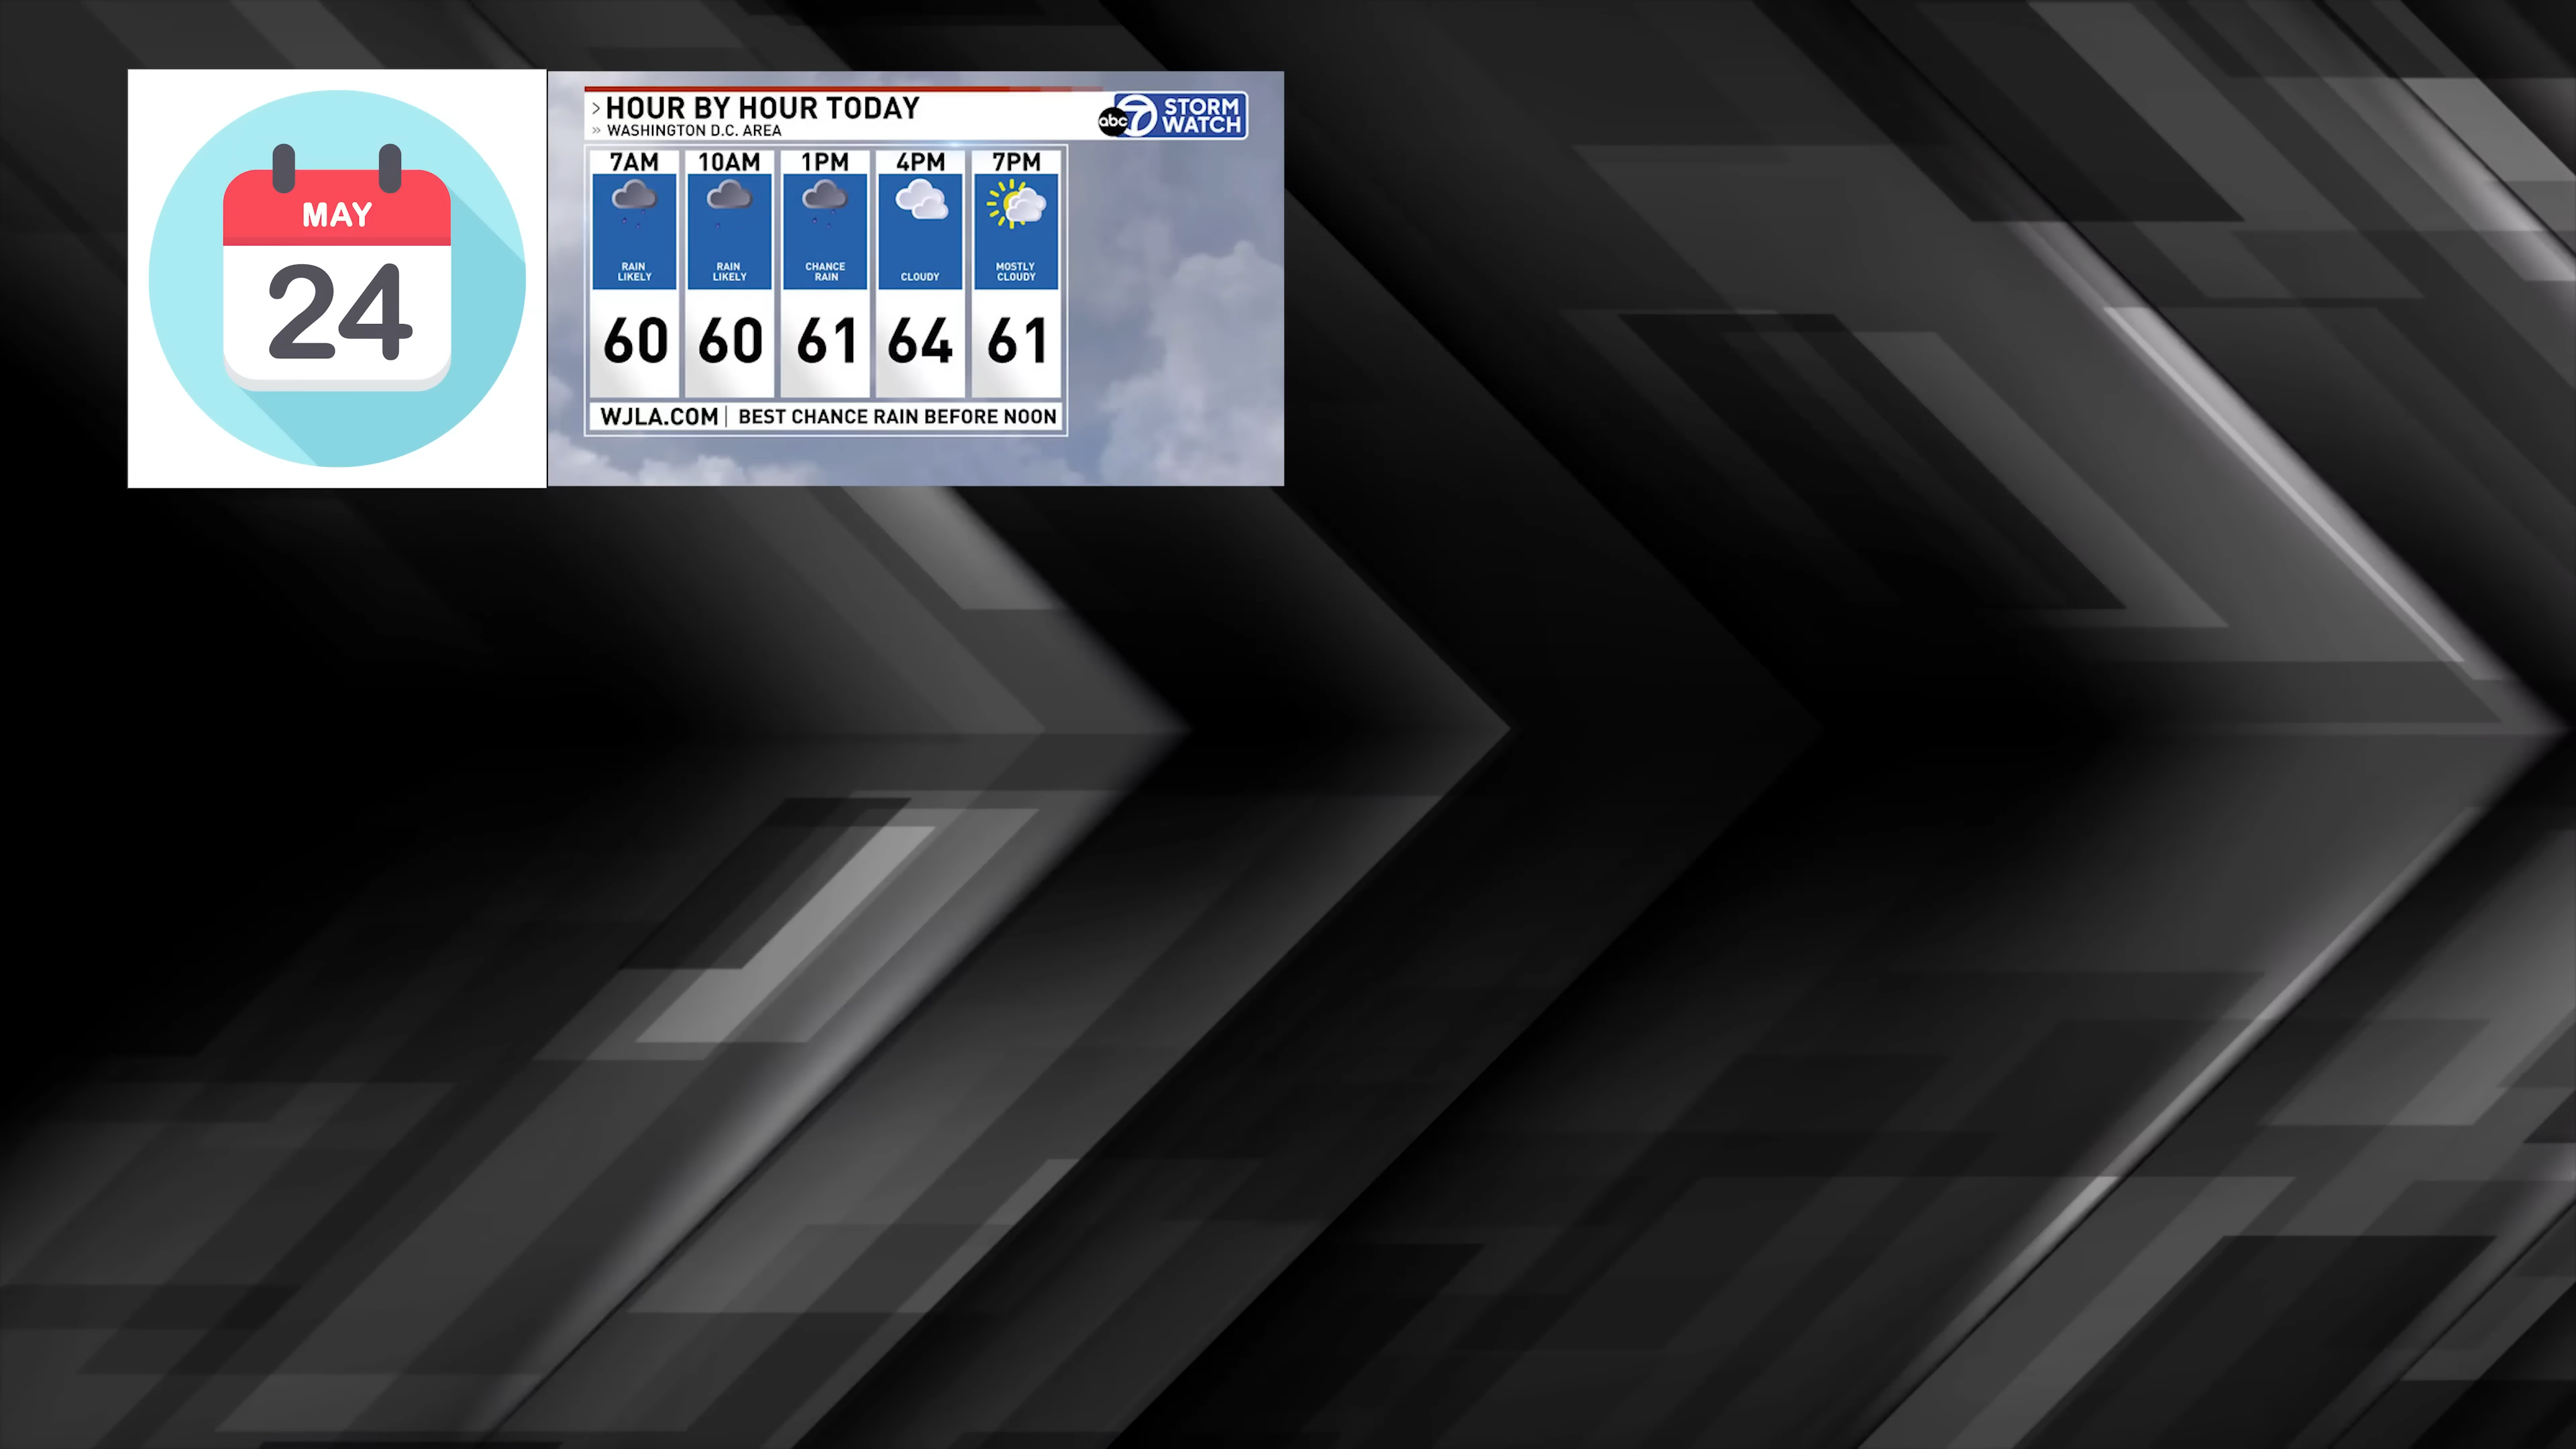 MAY
24
HOUR BY HOUR TODAY
WASHINGTON D.C. AREA
abc 7 STORM WATCH
7AM 10AM 1PM 4PM 7PM
RAIN LIKELY RAIN LIKELY CHANCE RAIN CLOUDY MOSTLY CLOUDY
60 60 61 64 61
WJLA.COM | BEST CHANCE RAIN BEFORE NOON